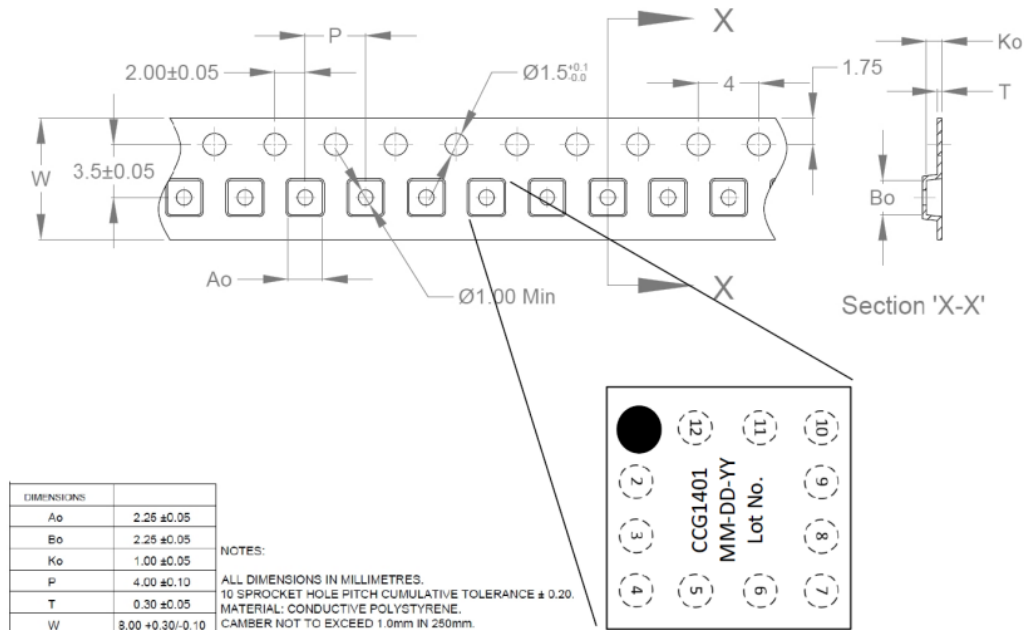 P
X
2.00±0.05
Ø1.5 +0.1 -0.0
4
1.75
Ko
T
W
3.5±0.05
Bo
Ao
Ø1.00 Min
X
Section 'X-X'
12
11
10
2
9
3
8
4
5
6
7
CCG1401
MM-DD-YY
Lot No.
DIMENSIONS
Ao 2.25 ±0.05
Bo 2.25 ±0.05
Ko 1.00 ±0.05
P 4.00 ±0.10
T 0.30 ±0.05
W 8.00 +0.30/-0.10
NOTES:
ALL DIMENSIONS IN MILLIMETRES.
10 SPROCKET HOLE PITCH CUMULATIVE TOLERANCE ± 0.20.
MATERIAL: CONDUCTIVE POLYSTYRENE.
CAMBER NOT TO EXCEED 1.0mm IN 250mm.